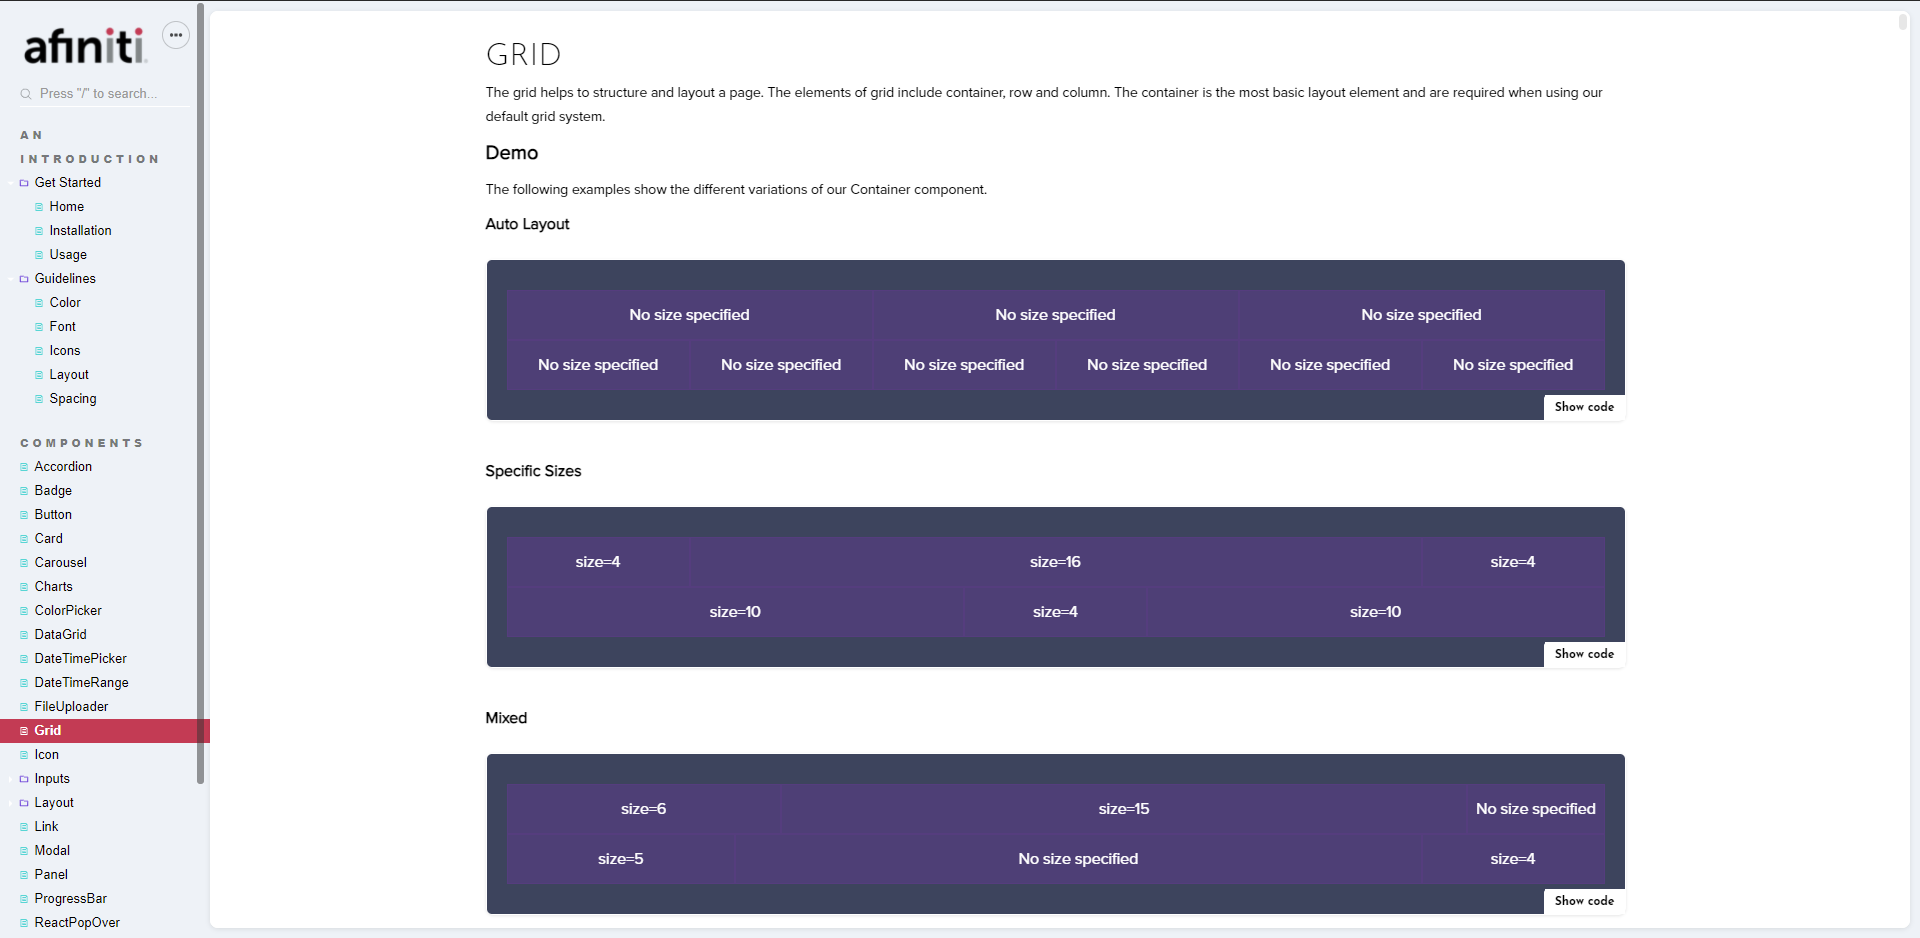 afiniti
Press "/" to search...
AN
INTRODUCTION
Get Started
Home
Installation
Usage
Guidelines
Color
Font
Icons
Layout
Spacing
COMPONENTS
Accordion
Badge
Button
Card
Carousel
Charts
ColorPicker
DataGrid
DateTimePicker
DateTimeRange
FileUploader
Grid
Icon
Inputs
Layout
Link
Modal
Panel
ProgressBar
ReactPopOver
GRID
The grid helps to structure and layout a page. The elements of grid include container, row and column. The container is the most basic layout element and are required when using our
default grid system.
Demo
The following examples show the different variations of our Container component.
Auto Layout
No size specified No size specified No size specified
No size specified No size specified No size specified No size specified No size specified No size specified
Show code
Specific Sizes
size=4 size=16 size=4
size=10 size=4 size=10
Show code
Mixed
size=6 size=15 No size specified
size=5 No size specified size=4
Show code